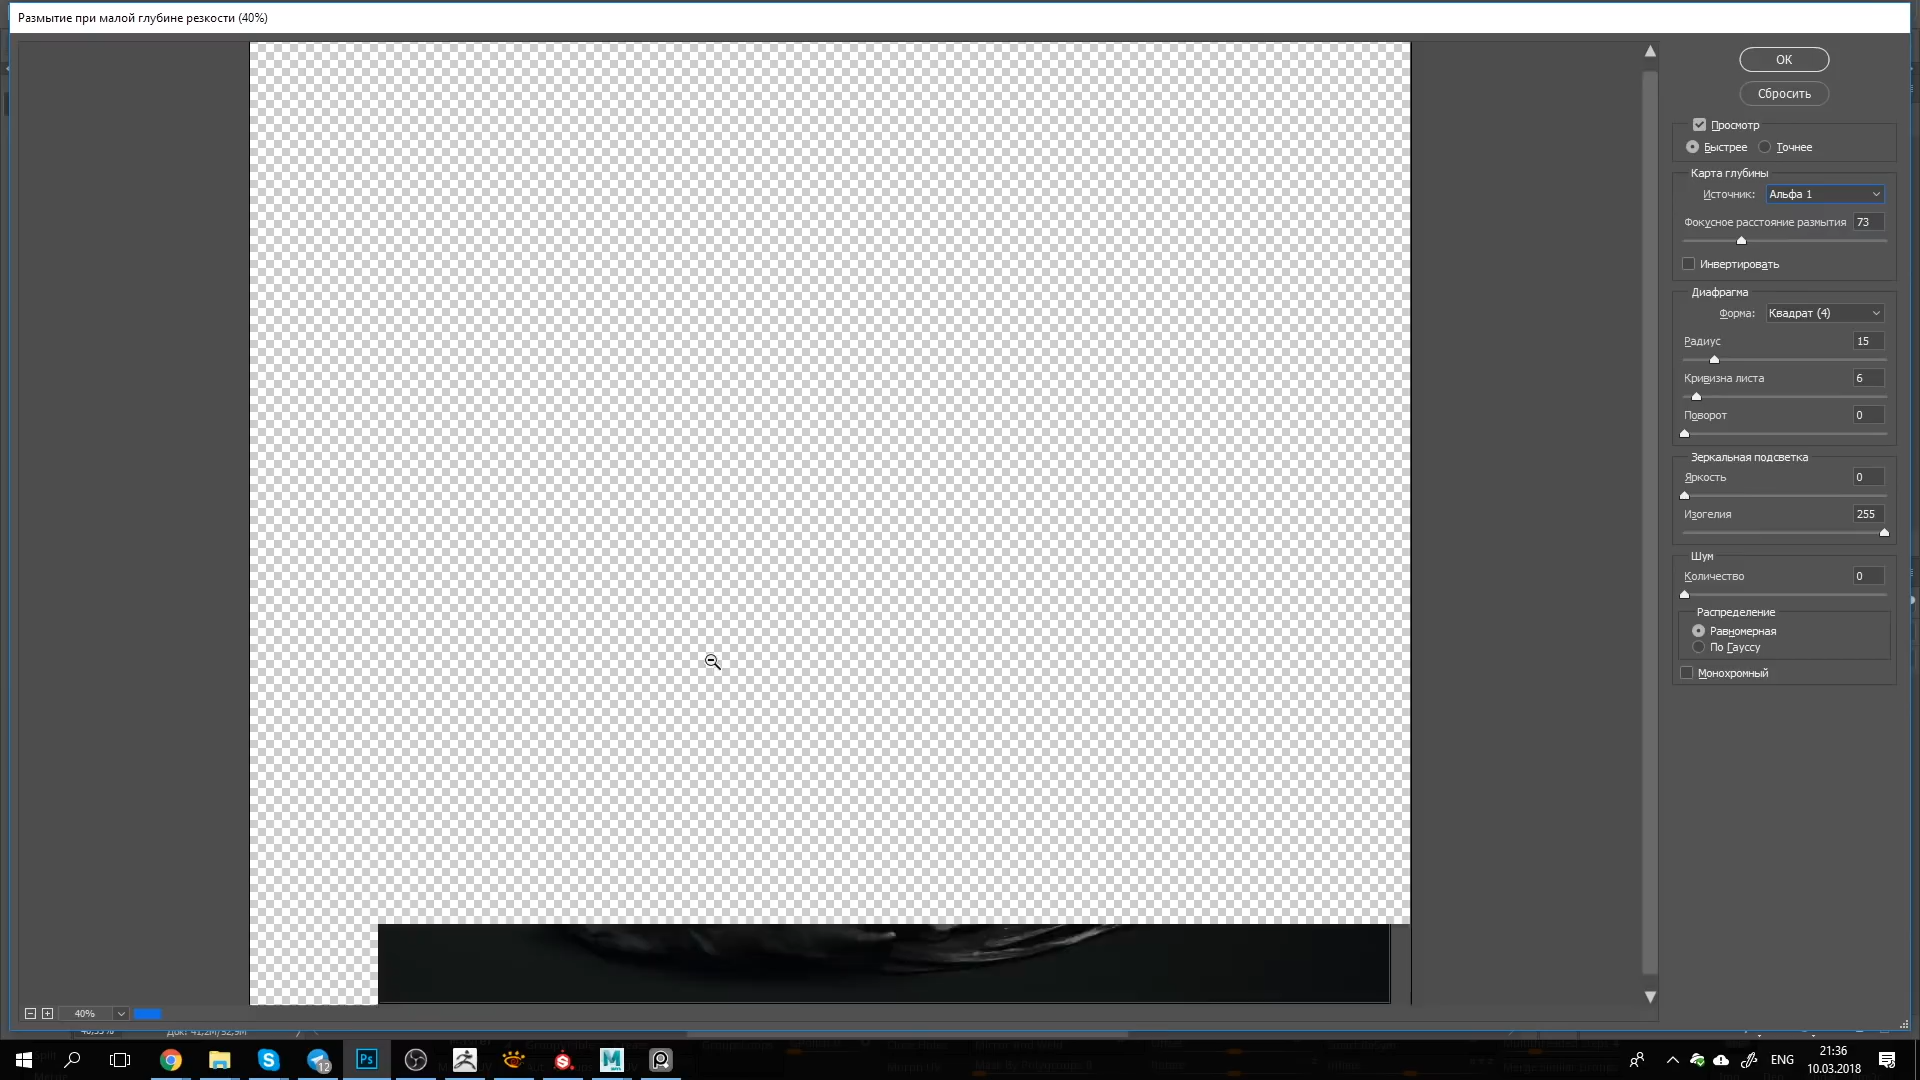 Размытие при малой глубине резкости (40%)
OK
Сбросить
Просмотр
Быстрее Точнее
Карта глубины
Источник: Альфа 1
Фокусное расстояние размытия 73
Инвертировать
Диафрагма
Форма: Квадрат (4)
Радиус 15
Кривизна листа 6
Поворот 0
Зеркальная подсветка
Яркость 0
Изогелия 255
Шум
Количество 0
Распределение
Равномерная
По Гауссу
Монохромный
40%
Ps
12
M
ENG
21:36
10.03.2018